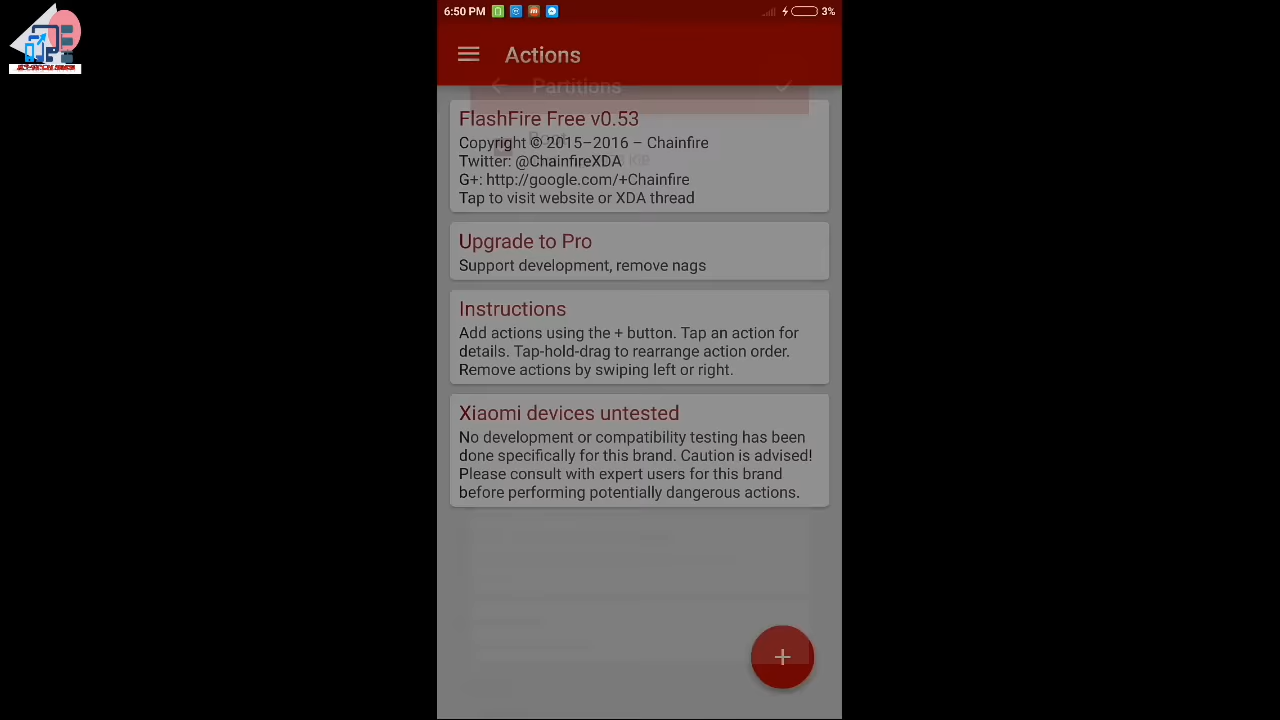 6:50 PM
3%
Actions
Partitions
FlashFire Free v0.53
Copyright © 2015–2016 – Chainfire
Twitter: @ChainfireXDA
G+: http://google.com/+Chainfire
Tap to visit website or XDA thread
Upgrade to Pro
Support development, remove nags
Instructions
Add actions using the + button. Tap an action for
details. Tap-hold-drag to rearrange action order.
Remove actions by swiping left or right.
Xiaomi devices untested
No development or compatibility testing has been
done specifically for this brand. Caution is advised!
Please consult with expert users for this brand
before performing potentially dangerous actions.
+